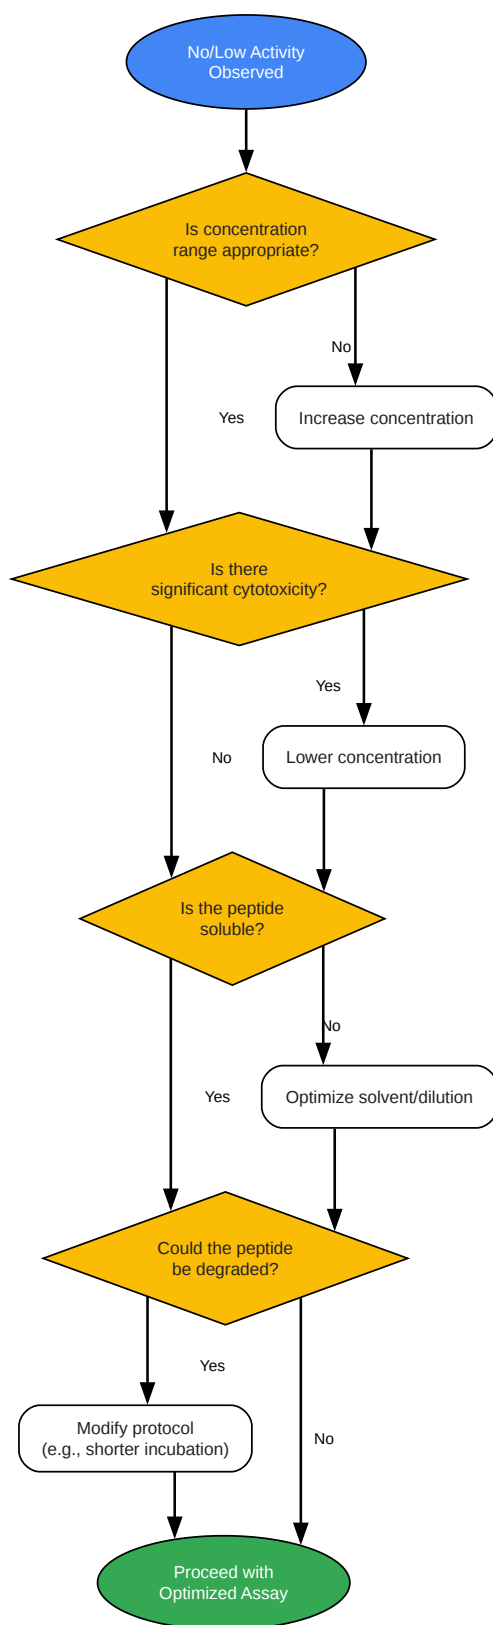 No/Low Activity
Observed
Is concentration
range appropriate?
No
Yes
Increase concentration
Is there
significant cytotoxicity?
Yes
No
Lower concentration
Is the peptide
soluble?
No
Yes
Optimize solvent/dilution
Could the peptide
be degraded?
Yes
Modify protocol
(e.g., shorter incubation)
No
Proceed with
Optimized Assay